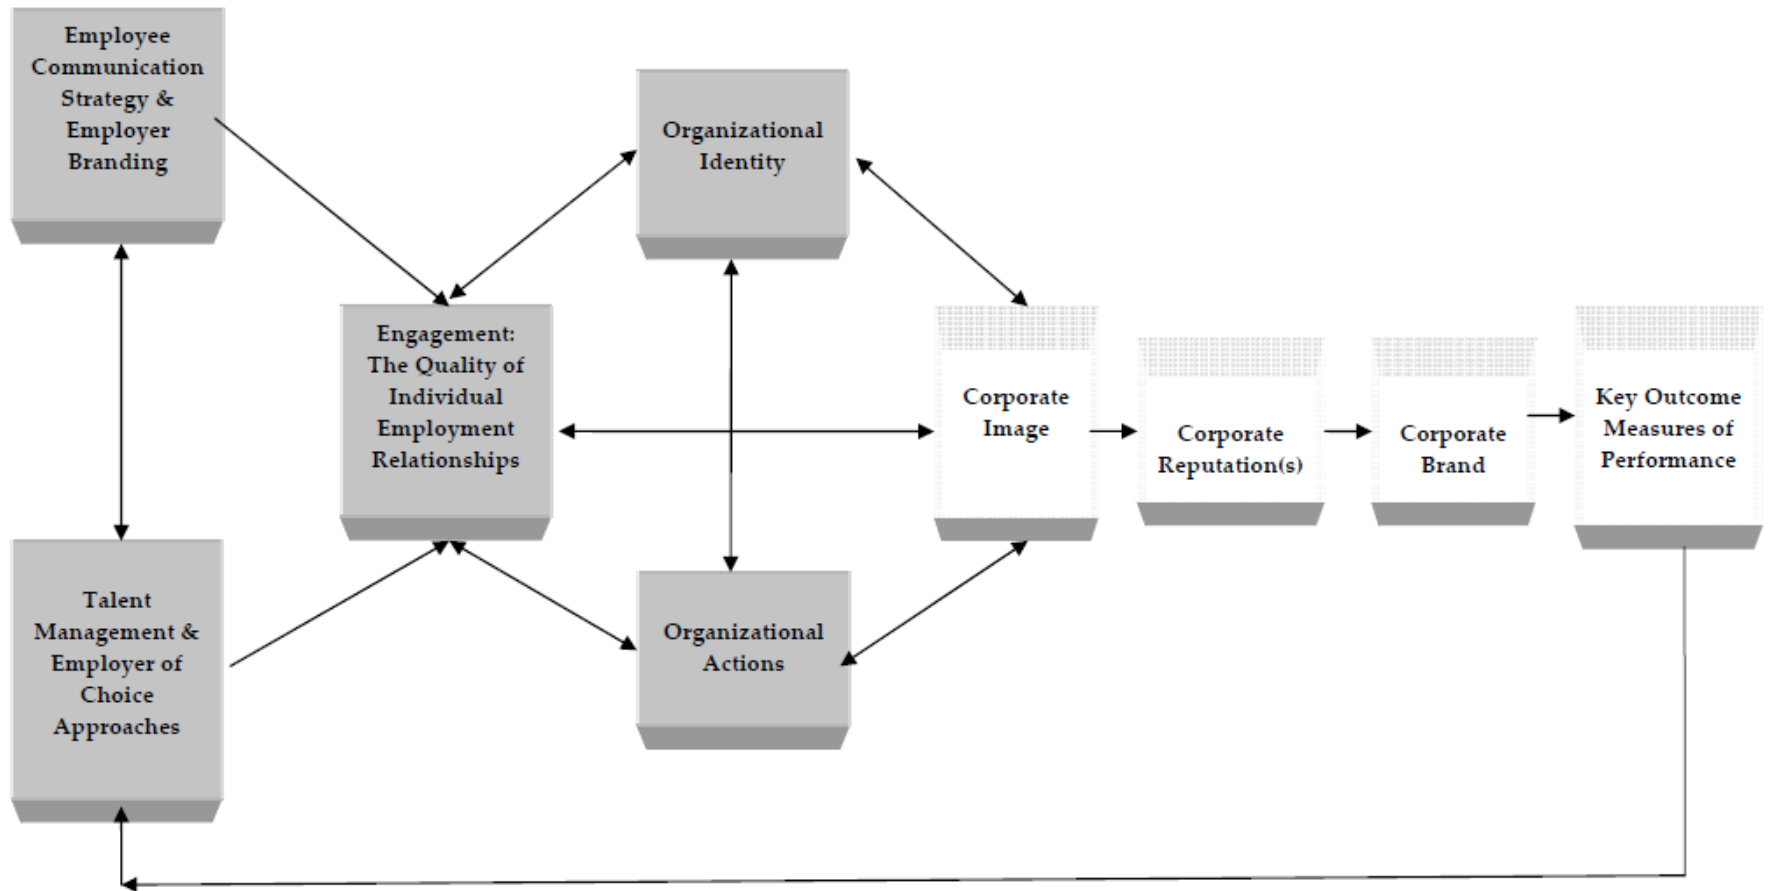 Employee
Communication
Strategy &
Employer
Branding
Organizational
Identity
Engagement:
The Quality of
Individual
Employment
Relationships
Corporate
Image
Corporate
Reputation(s)
Corporate
Brand
Key Outcome
Measures of
Performance
Talent
Management &
Employer of
Choice
Approaches
Organizational
Actions